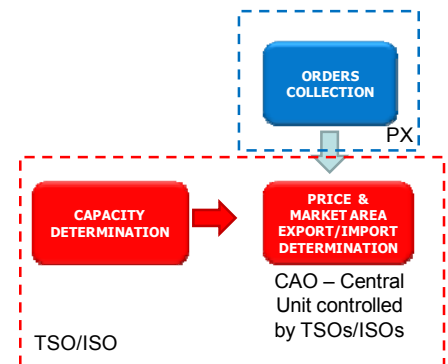 ORDERS
COLLECTION
PX
CAPACITY
DETERMINATION
PRICE &
MARKET AREA
EXPORT/IMPORT
DETERMINATION
CAO – Central
Unit controlled
by TSOs/ISOs
TSO/ISO